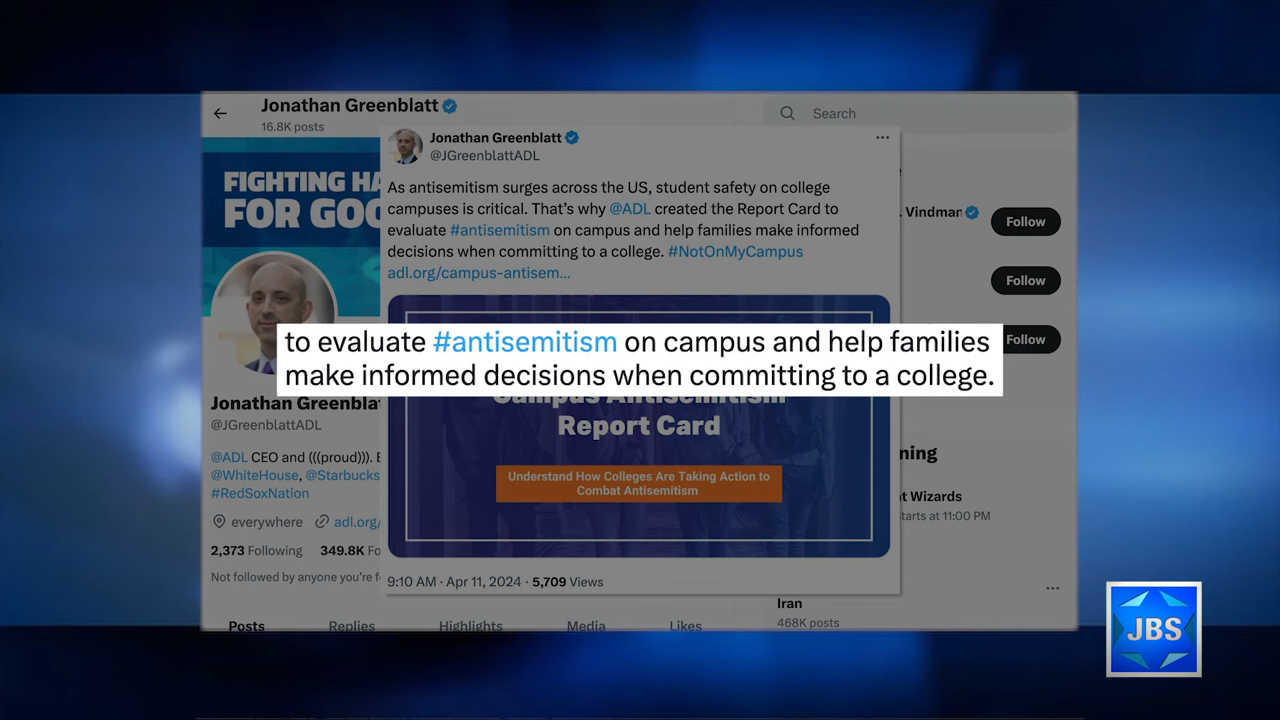 Jonathan Greenblatt
16.8K posts
Search
FIGHTING HA
FOR GOO
Jonathan Greenblatt
@JGreenblattADL
As antisemitism surges across the US, student safety on college
campuses is critical. That's why @ADL created the Report Card to
evaluate #antisemitism on campus and help families make informed
decisions when committing to a college. #NotOnMyCampus
adl.org/campus-antisem...
. Vindman
Follow
Follow
Follow
to evaluate #antisemitism on campus and help families
make informed decisions when committing to a college.
Campus Antisemitism
Report Card
Understand How Colleges Are Taking Action to
Combat Antisemitism
Jonathan Greenblat
@JGreenblattADL
@ADL CEO and (((proud))). E
@WhiteHouse, @Starbucks
#RedSoxNation
everywhere adl.org/
2,373 Following 349.8K Fo
Not followed by anyone you're f
9:10 AM · Apr 11, 2024 · 5,709 Views
Posts Replies Highlights Media Likes
ning
t Wizards
tarts at 11:00 PM
Iran
468K posts
JBS